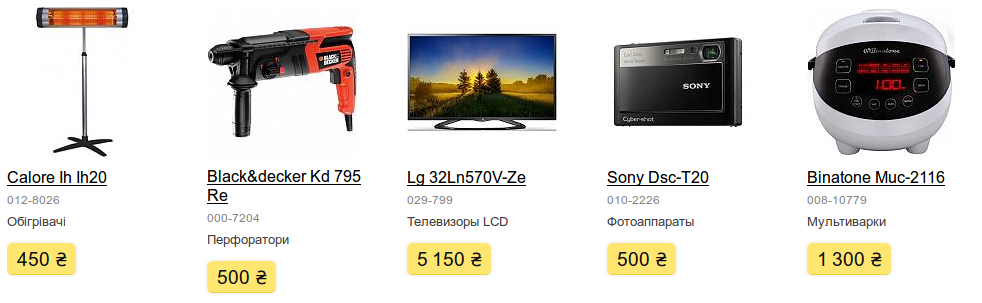 BLACK&
DECKER
SONY
Cyber-shot
Binatone
1:00
Calore Ih Ih20
012-8026
Обігрівачі
450 ₴
Black&decker Kd 795
Re
000-7204
Перфоратори
500 ₴
Lg 32Ln570V-Ze
029-799
Телевизоры LCD
5 150 ₴
Sony Dsc-T20
010-2226
Фотоаппараты
500 ₴
Binatone Muc-2116
008-10779
Мультиварки
1 300 ₴